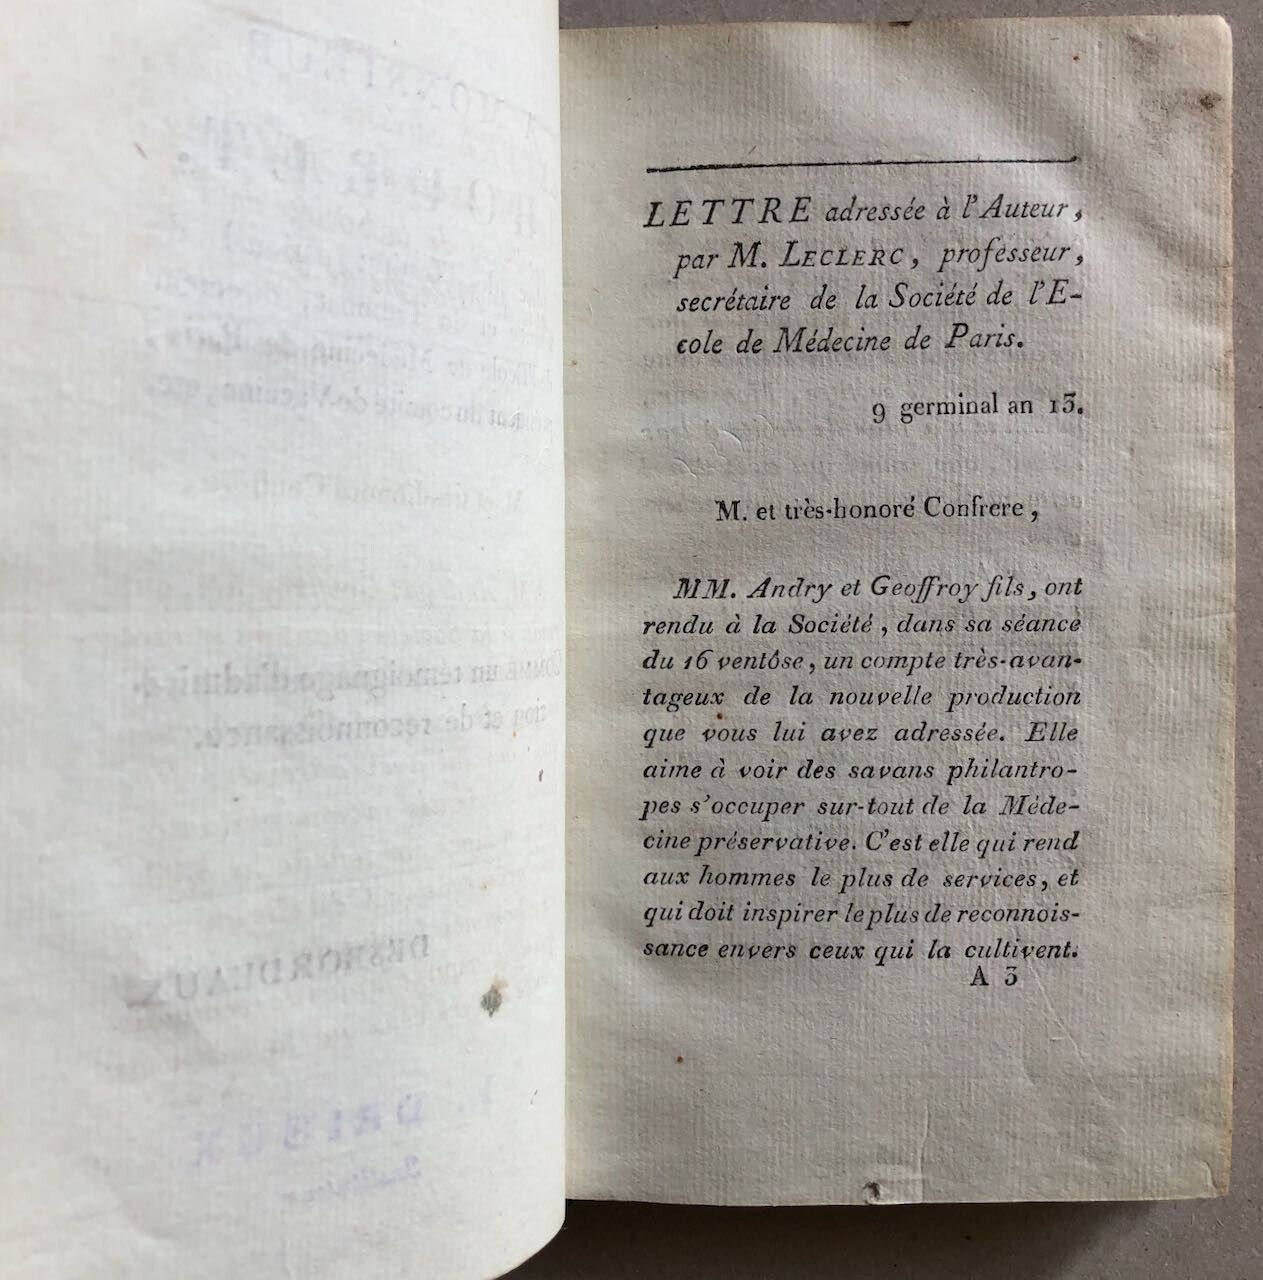 LETTRE adressée à l'Auteur,
par M. LECLERC, professeur,
secrétaire de la Société de l'E-
cole de Médecine de Paris.
9 germinal an 13.
M. et très-honoré Confrere,
MM. Andry et Geoffroy fils, ont
rendu à la Société, dans sa séance
du 16 ventôse, un compte très-avan-
tageux de la nouvelle production
que vous lui avez adressée. Elle
aime à voir des savans philantro-
pes s'occuper sur-tout de la Méde-
cine préservative. C'est elle qui rend
aux hommes le plus de services, et
qui doit inspirer le plus de reconnois-
sance envers ceux qui la cultivent.
A 3